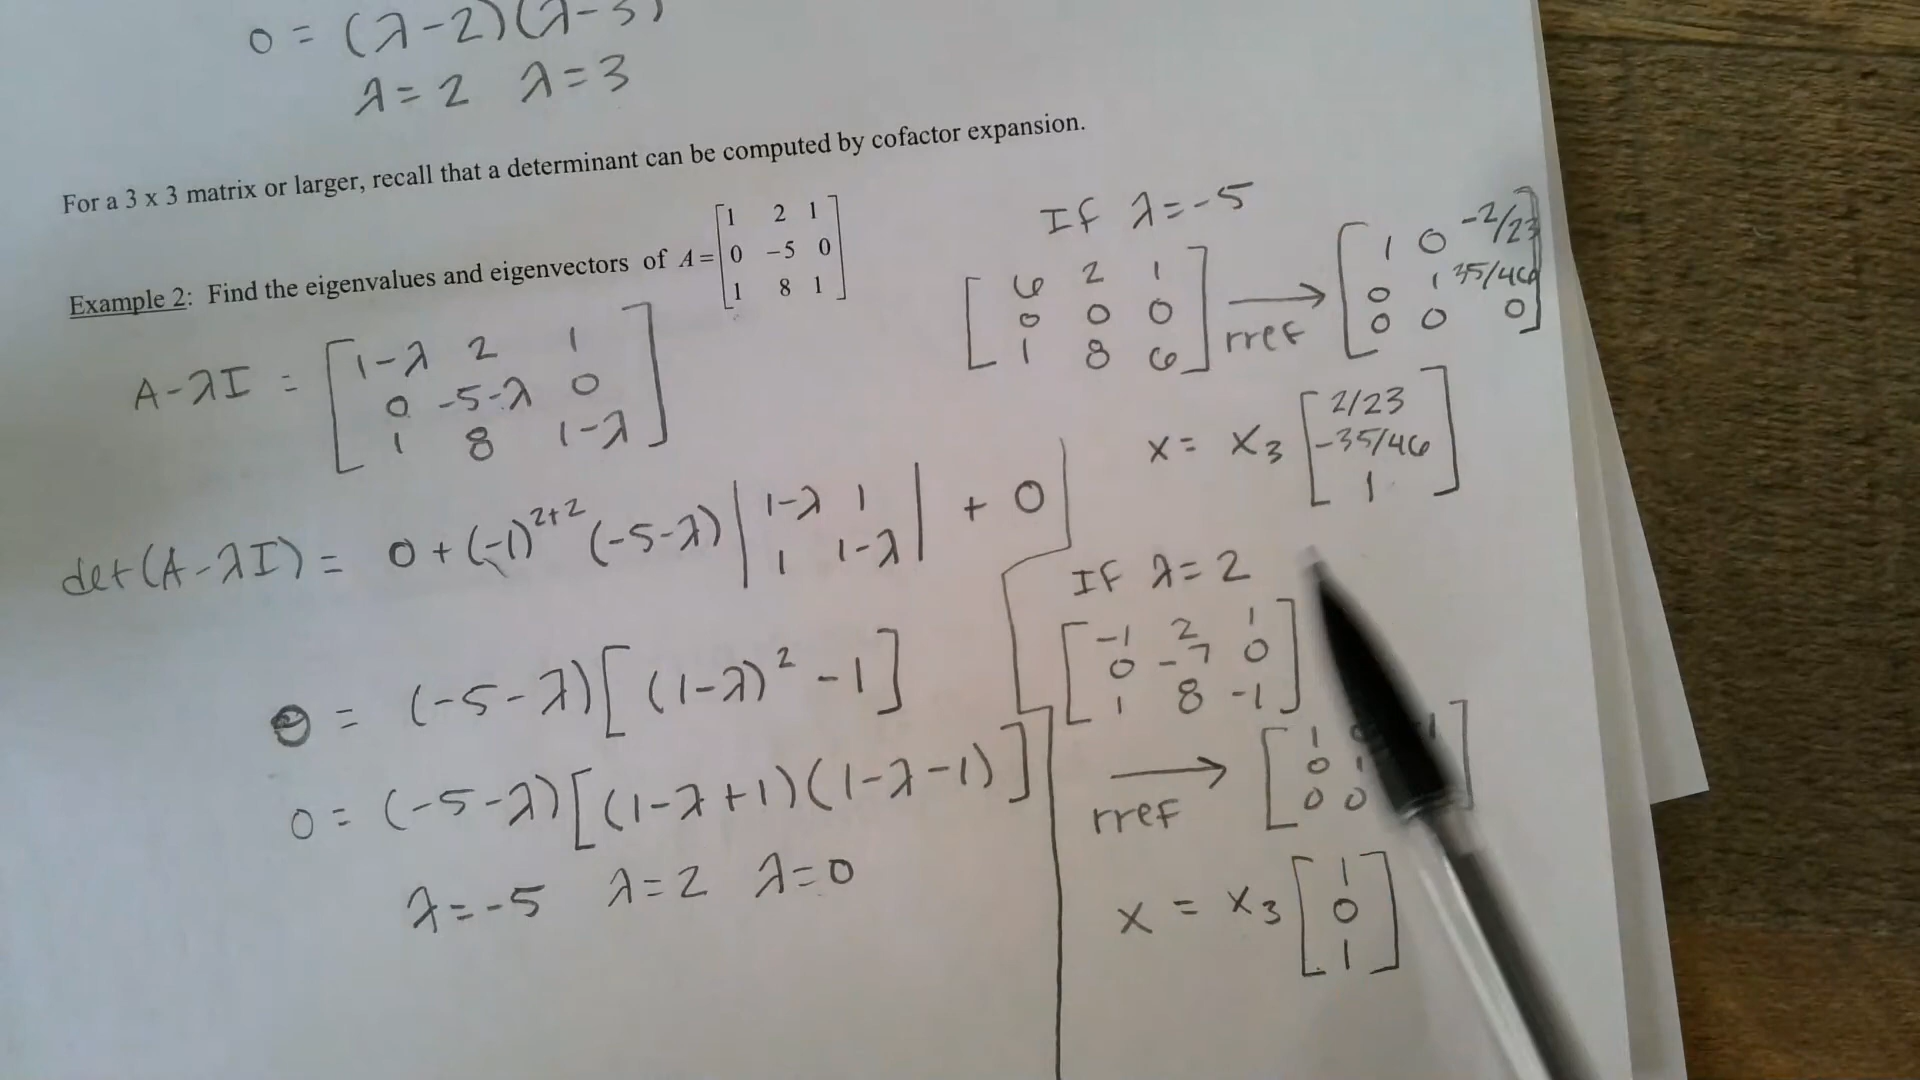 0 = (λ-2)(λ-3)
λ=2 λ=3
For a 3 x 3 matrix or larger, recall that a determinant can be computed by cofactor expansion.
Example 2: Find the eigenvalues and eigenvectors of A=
1 2 1
0 -5 0
1 8 1
A-λI =
1-λ 2 1
0 -5-λ 0
1 8 1-λ
det(A-λI) = 0+(-1)^2+2 (-5-λ) | 1-λ 1 | + 0
1 1-λ
0 = (-5-λ)[(1-λ)² -1]
0 = (-5-λ)[(1-λ+1)(1-λ-1)]
λ=-5 λ=2 λ=0
If λ=-5
6 2 1
0 0 0
1 8 6
rref
1 0 -2/23
0 1 35/46
0 0 0
x = x3
2/23
-35/46
1
If λ=2
-1 2 1
0 -7 0
1 8 -1
rref
1
0 1
0 0
x = x3
1
0
1